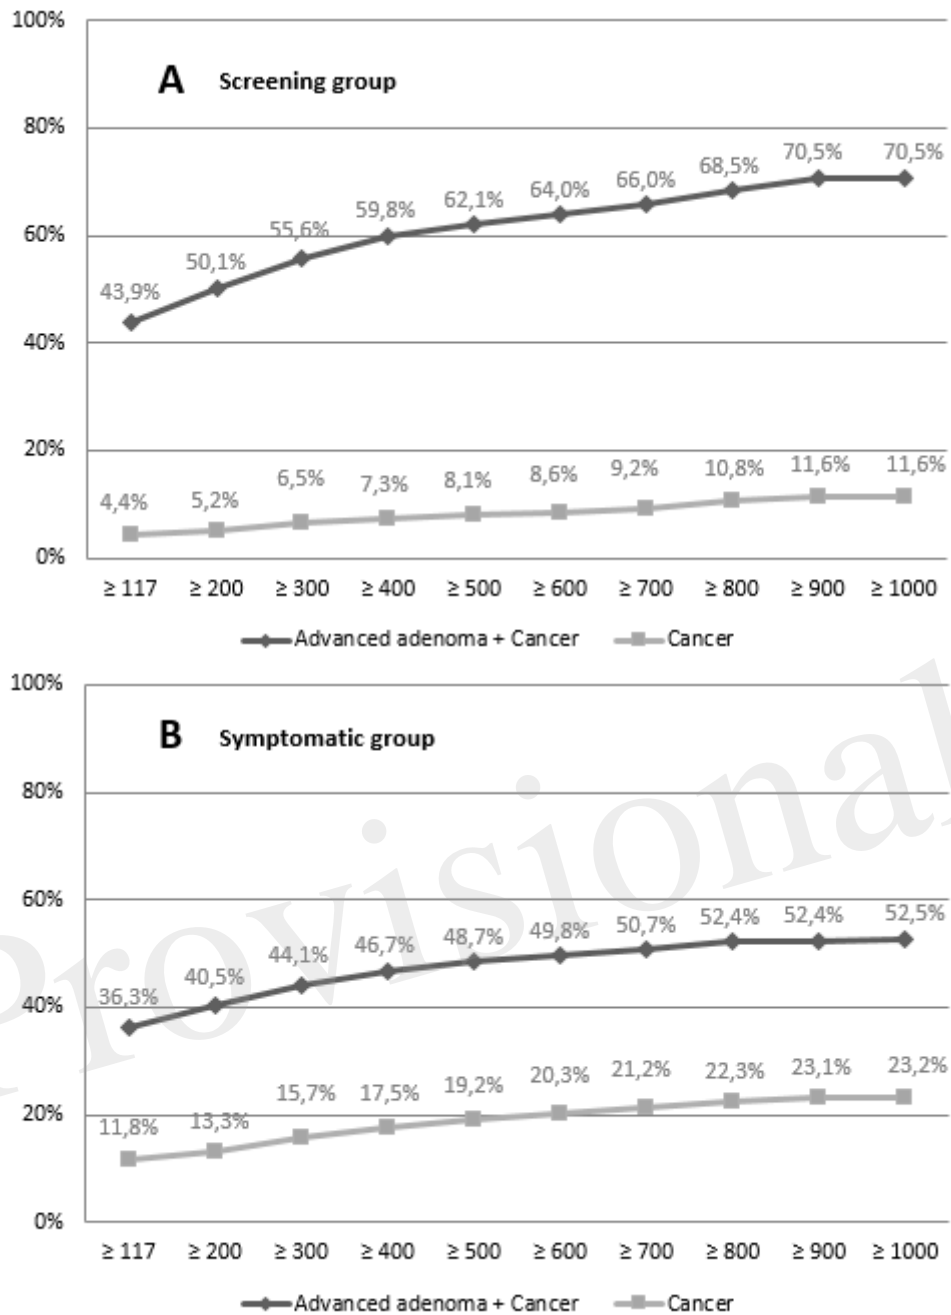 100%
A Screening group
80%
70,5% 70,5%
68,5%
66,0%
64,0%
62,1%
59,8%
60%
55,6%
50,1%
43,9%
40%
20%
4,4% 5,2% 6,5% 7,3% 8,1% 8,6% 9,2% 10,8% 11,6% 11,6%
0%
≥ 117 ≥ 200 ≥ 300 ≥ 400 ≥ 500 ≥ 600 ≥ 700 ≥ 800 ≥ 900 ≥ 1000
Advanced adenoma + Cancer Cancer
100%
B Symptomatic group
80%
60%
36,3% 40,5% 44,1% 46,7% 48,7% 49,8% 50,7% 52,4% 52,4% 52,5%
40%
11,8% 13,3% 15,7% 17,5% 19,2% 20,3% 21,2% 22,3% 23,1% 23,2%
20%
0%
≥ 117 ≥ 200 ≥ 300 ≥ 400 ≥ 500 ≥ 600 ≥ 700 ≥ 800 ≥ 900 ≥ 1000
Advanced adenoma + Cancer Cancer
Provisional